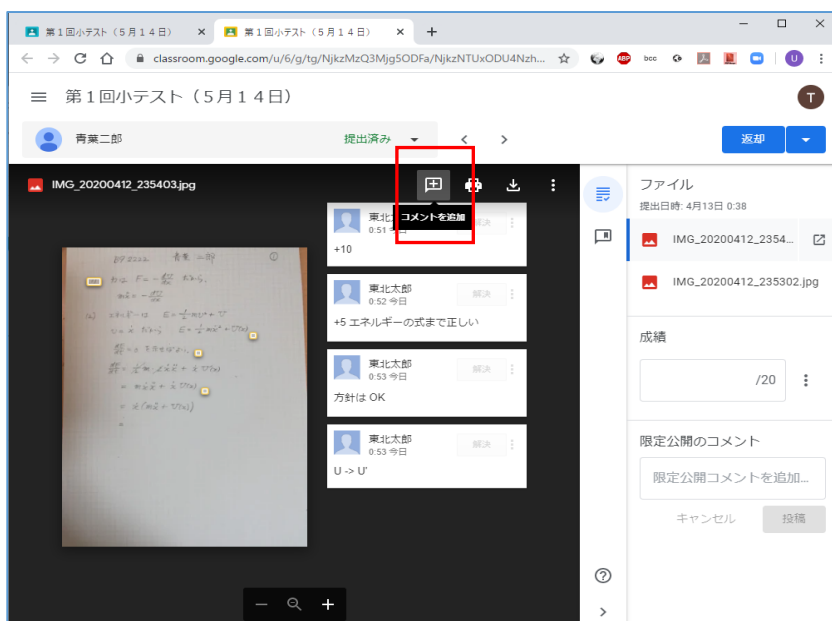 第1回小テスト（5月14日）
第1回小テスト（5月14日）
classroom.google.com/u/6/g/tg/NjkzMzQ3Mjg5ODFa/NjkzNTUxODU4Nzh...
ABP
bcc
U
第1回小テスト（5月14日）
T
青葉二郎
提出済み
返却
IMG_20200412_235403.jpg
コメントを追加
東北太
0:51 今日
解決
+10
東北太郎
0:52 今日
解決
+5 エネルギーの式まで正しい
東北太郎
0:53 今日
解決
方針は OK
東北太郎
0:53 今日
解決
U -> U'
青葉 二郎
①
ファイル
提出日時: 4月13日 0:38
IMG_20200412_2354...
IMG_20200412_235302.jpg
成績
/20
限定公開のコメント
限定公開コメントを追加...
キャンセル
投稿